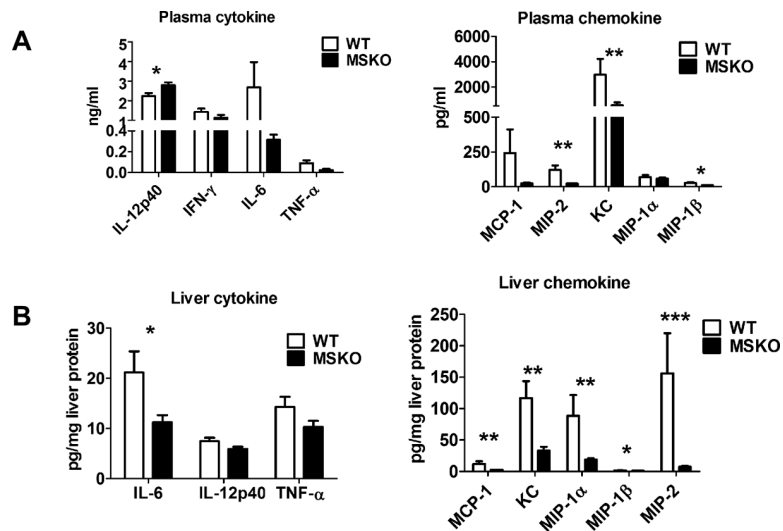 A
Plasma cytokine
ng/ml
5
4
3
2
1
0.4
0.2
0.0
*
WT
MSKO
IL-12p40
IFN-γ
IL-6
TNF-α
Plasma chemokine
pg/ml
6000
4000
2000
500
250
0
**
**
*
WT
MSKO
MCP-1
MIP-2
KC
MIP-1α
MIP-1β
B
Liver cytokine
pg/mg liver protein
30
20
10
0
*
WT
MSKO
IL-6
IL-12p40
TNF-α
Liver chemokine
pg/mg liver protein
250
200
150
100
50
0
**
**
**
*
***
WT
MSKO
MCP-1
KC
MIP-1α
MIP-1β
MIP-2